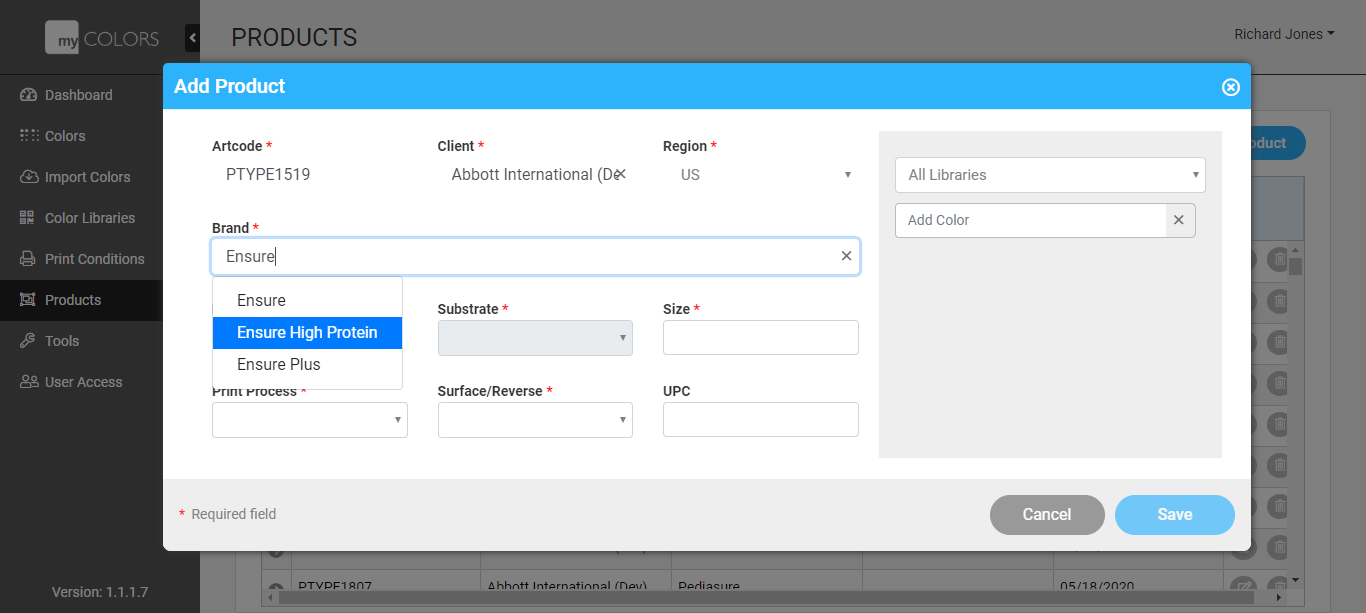 my COLORS
PRODUCTS
Richard Jones
Dashboard
Colors
Import Colors
Color Libraries
Print Conditions
Products
Tools
User Access
Version: 1.1.1.7
Add Product
Artcode *
PTYPE1519
Client *
Abbott International (De
Region *
US
Brand *
Ensure
Ensure
Ensure High Protein
Ensure Plus
Substrate *
Size *
Print Process *
Surface/Reverse *
UPC
All Libraries
Add Color
* Required field
Cancel
Save
oduct
PTYPE1807 Abbott International (Dev) Pediasure 05/18/2020